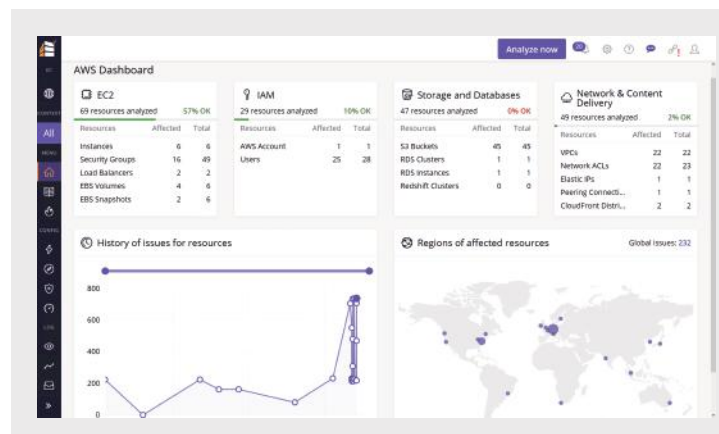 Analyze now
20
AWS Dashboard
EC2
69 resources analyzed 57% OK
Resources Affected Total
Instances 6 6
Security Groups 16 49
Load Balancers 2 2
EBS Volumes 4 6
EBS Snapshots 2 6
IAM
29 resources analyzed 10% OK
Resources Affected Total
AWS Account 1 1
Users 25 28
Storage and Databases
47 resources analyzed 0% OK
Resources Affected Total
S3 Buckets 45 45
RDS Clusters 1 1
RDS Instances 1 1
Redshift Clusters 0 0
Network & Content
Delivery
49 resources analyzed 2% OK
Resources Affected Total
VPCs 22 22
Network ACLs 22 23
Elastic IPs 1 1
Peering Connecti... 1 1
CloudFront Distri... 2 2
All
MENU
CONFIG
LOG
History of issues for resources
800
600
400
200
0
Regions of affected resources Global issues: 232